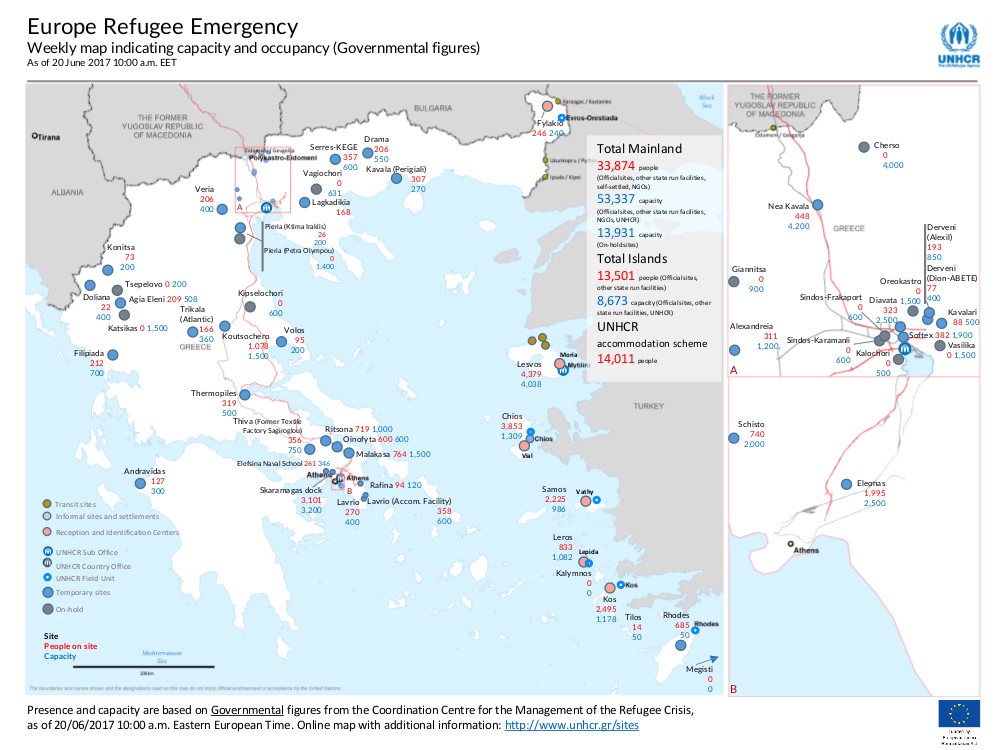 Europe Refugee Emergency
Weekly map indicating capacity and occupancy (Governmental figures)
As of 20 June 2017 10:00 a.m. EET
UNHCR
The UN Refugee Agency
Tirana
THE FORMER
YUGOSLAV REPUBLIC
OF MACEDONIA
BULGARIA
Black
Sea
ALBANIA
GREECE
TURKEY
Karaagac / Kastanies
Fylakio
246 240
Evros-Orestiada
Uzunkopru / Pythio
Ipsala / Kipoi
Polykastro-Eidomeni
Serres-KEGE
357
600
Drama
206
550
Kavala (Perigiali)
307
270
Vagiochori
0
631
Lagkadikia
168
Veria
206
400
A
Pieria (Ktima Iraklis)
26
200
Pieria (Petra Olympou)
0
1,400
Konitsa
73
200
Tsepelovo 0 200
Doliana
22
400
Agia Eleni 209 508
Katsikas 0 1,500
Trikala
(Atlantic)
166
360
Kipselochori
0
600
Koutsochero
1,078
1,500
Volos
95
200
Filipiada
212
700
Thermopiles
319
500
Thiva (Former Textile
Factory Sagiroglou)
356
750
Ritsona 719 1,000
Oinofyta 600 600
Malakasa 764 1,500
Elefsina Naval School 261 346
Athens
Athens
B
Rafina 94 120
Skaramagas dock
3,101
3,200
Lavrio
270
400
Lavrio (Accom. Facility)
358
600
Andravidas
127
300
Lesvos
4,379
4,038
Moria
Mytilini
Chios
3,853
1,309
Chios
Vial
Samos
2,225
986
Vathy
Leros
833
1,082
Lepida
Kalymnos
0
0
Kos
2,495
1,178
Kos
Tilos
14
50
Rhodes
685
50
Rhodes
Megisti
0
0
Total Mainland
33,874 people
(Official sites, other state run facilities,
self-settled, NGOs)
53,337 capacity
(Official sites, other state run facilities,
NGOs, UNHCR)
13,931 capacity
(On-hold sites)
Total Islands
13,501 people (Official sites,
other state run facilities)
8,673 capacity (Official sites, other
state run facilities, UNHCR)
UNHCR
accommodation scheme
14,011 people
Transit sites
Informal sites and settlements
Reception and Identification Centers
UNHCR Sub Office
UNHCR Country Office
UNHCR Field Unit
Temporary sites
On-hold
Site
People on site
Capacity
Mediterranean
Sea
The boundaries and names shown and the designations used on this map do not imply official endorsement or acceptance by the United Nations.
THE FORMER
YUGOSLAV REPUBLIC
OF MACEDONIA
Cherso
0
4,000
Nea Kavala
448
4,200
GREECE
Derveni
(Alexil)
193
850
Derveni
(Dion-ABETE)
77
400
Giannitsa
0
900
Oreokastro
0
1,500
Sindos-Frakaport
0
600
Diavata
323
2,500
Kavalari
88 500
Softex 382 1,900
Vasilika
0 1,500
Alexandreia
311
1,200
Sindos-Karamanli
0
600
Kalochori
0
500
A
Schisto
740
2,000
Eleonas
1,995
2,500
Athens
B
Presence and capacity are based on Governmental figures from the Coordination Centre for the Management of the Refugee Crisis,
as of 20/06/2017 10:00 a.m. Eastern European Time. Online map with additional information: http://www.unhcr.gr/sites
Funded by
European Union
Humanitarian Aid